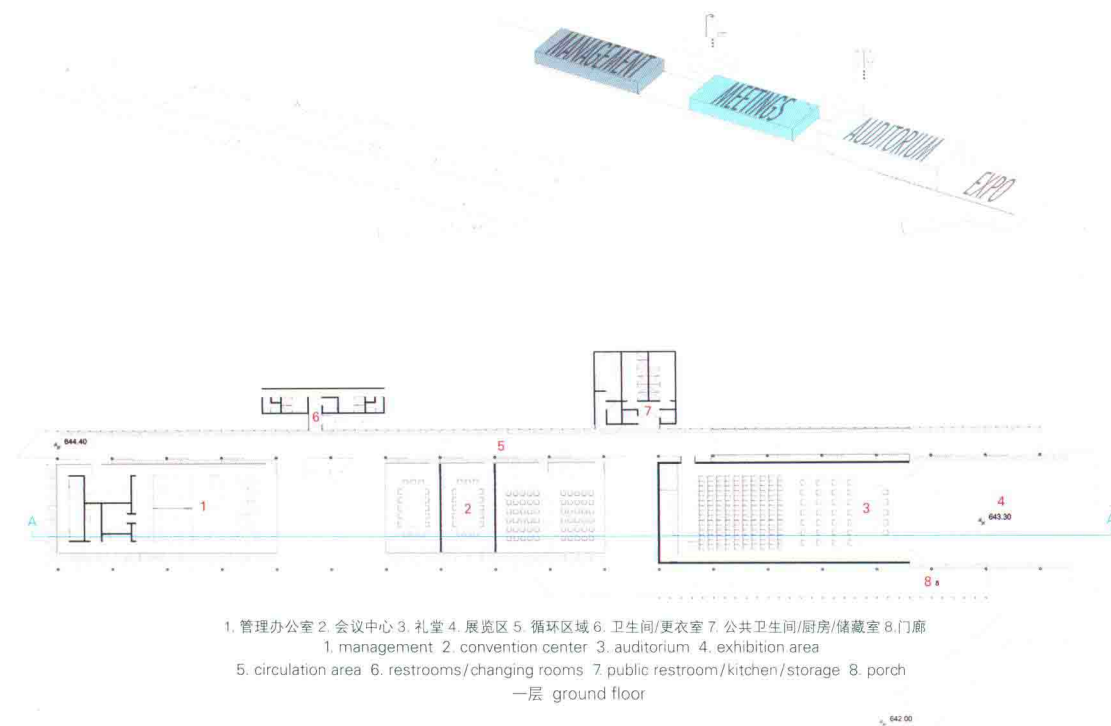 MANAGEMENT
MEETINGS
AUDITORIUM
EXPO
6
7
644.40
5
1
2
3
4
643.30
A
A
8 8
1. 管理办公室 2. 会议中心 3. 礼堂 4. 展览区 5. 循环区域 6. 卫生间/更衣室 7. 公共卫生间/厨房/储藏室 8.门廊
1. management 2. convention center 3. auditorium 4. exhibition area
5. circulation area 6. restrooms/changing rooms 7. public restroom/kitchen/storage 8. porch
一层 ground floor
642.00